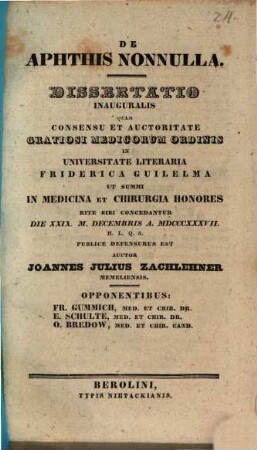 24.
DE
APHTHIS NONNULLA.
DISSERTATIO
INAUGURALIS
QUAM
CONSENSU ET AUCTORITATE
GRATIOSI MEDICORUM ORDINIS
IN
UNIVERSITATE LITERARIA
FRIDERICA GUILELMA
UT SUMMI
IN MEDICINA ET CHIRURGIA HONORES
RITE SIBI CONCEDANTUR
DIE XXIX. M. DECEMBRIS A. MDCCCXXXVII.
H. L. Q. S.
PUBLICE DEFENSURUS EST
AUCTOR
JOANNES JULIUS ZACHLEHNER
MEMELIENSIS.
OPPONENTIBUS:
FR. GUMMICH, MED. ET CHIR. DR.
E. SCHULTE, MED. ET CHIR. DR.
O. BREDOW, MED. ET CHIR. CAND.
BEROLINI,
TYPIS NIETACKIANIS.